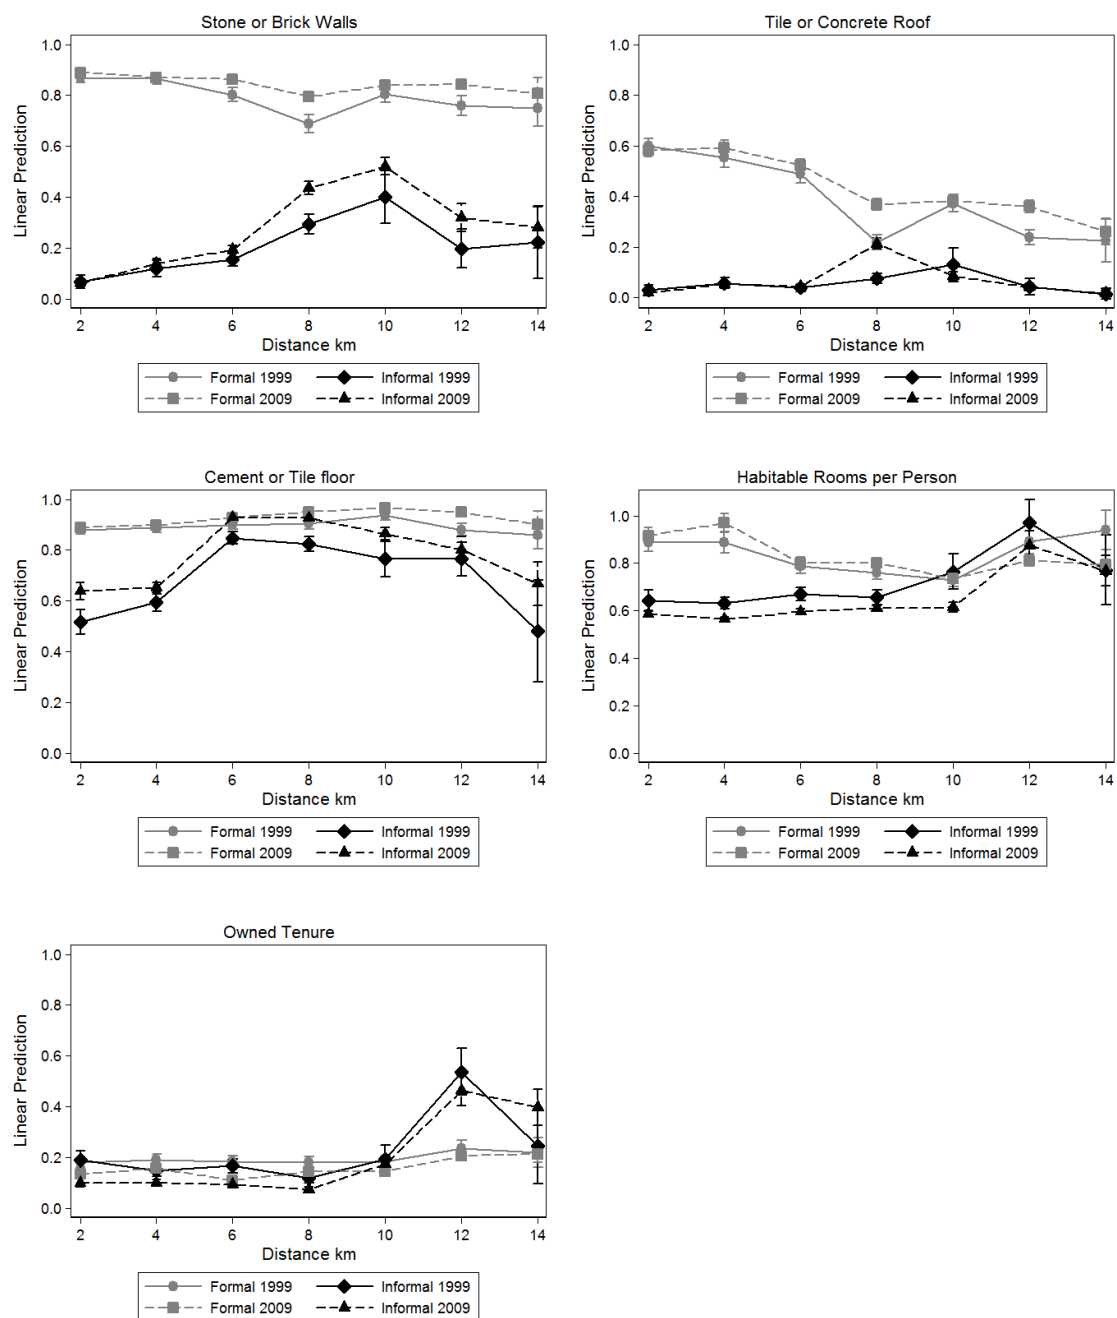 Stone or Brick Walls
1.0
0.8
0.6
0.4
0.2
0.0
Linear Prediction
2 4 6 8 10 12 14
Distance km
Formal 1999 Informal 1999
Formal 2009 Informal 2009
Tile or Concrete Roof
1.0
0.8
0.6
0.4
0.2
0.0
Linear Prediction
2 4 6 8 10 12 14
Distance km
Formal 1999 Informal 1999
Formal 2009 Informal 2009
Cement or Tile floor
1.0
0.8
0.6
0.4
0.2
0.0
Linear Prediction
2 4 6 8 10 12 14
Distance km
Formal 1999 Informal 1999
Formal 2009 Informal 2009
Habitable Rooms per Person
1.0
0.8
0.6
0.4
0.2
0.0
Linear Prediction
2 4 6 8 10 12 14
Distance km
Formal 1999 Informal 1999
Formal 2009 Informal 2009
Owned Tenure
1.0
0.8
0.6
0.4
0.2
0.0
Linear Prediction
2 4 6 8 10 12 14
Distance km
Formal 1999 Informal 1999
Formal 2009 Informal 2009